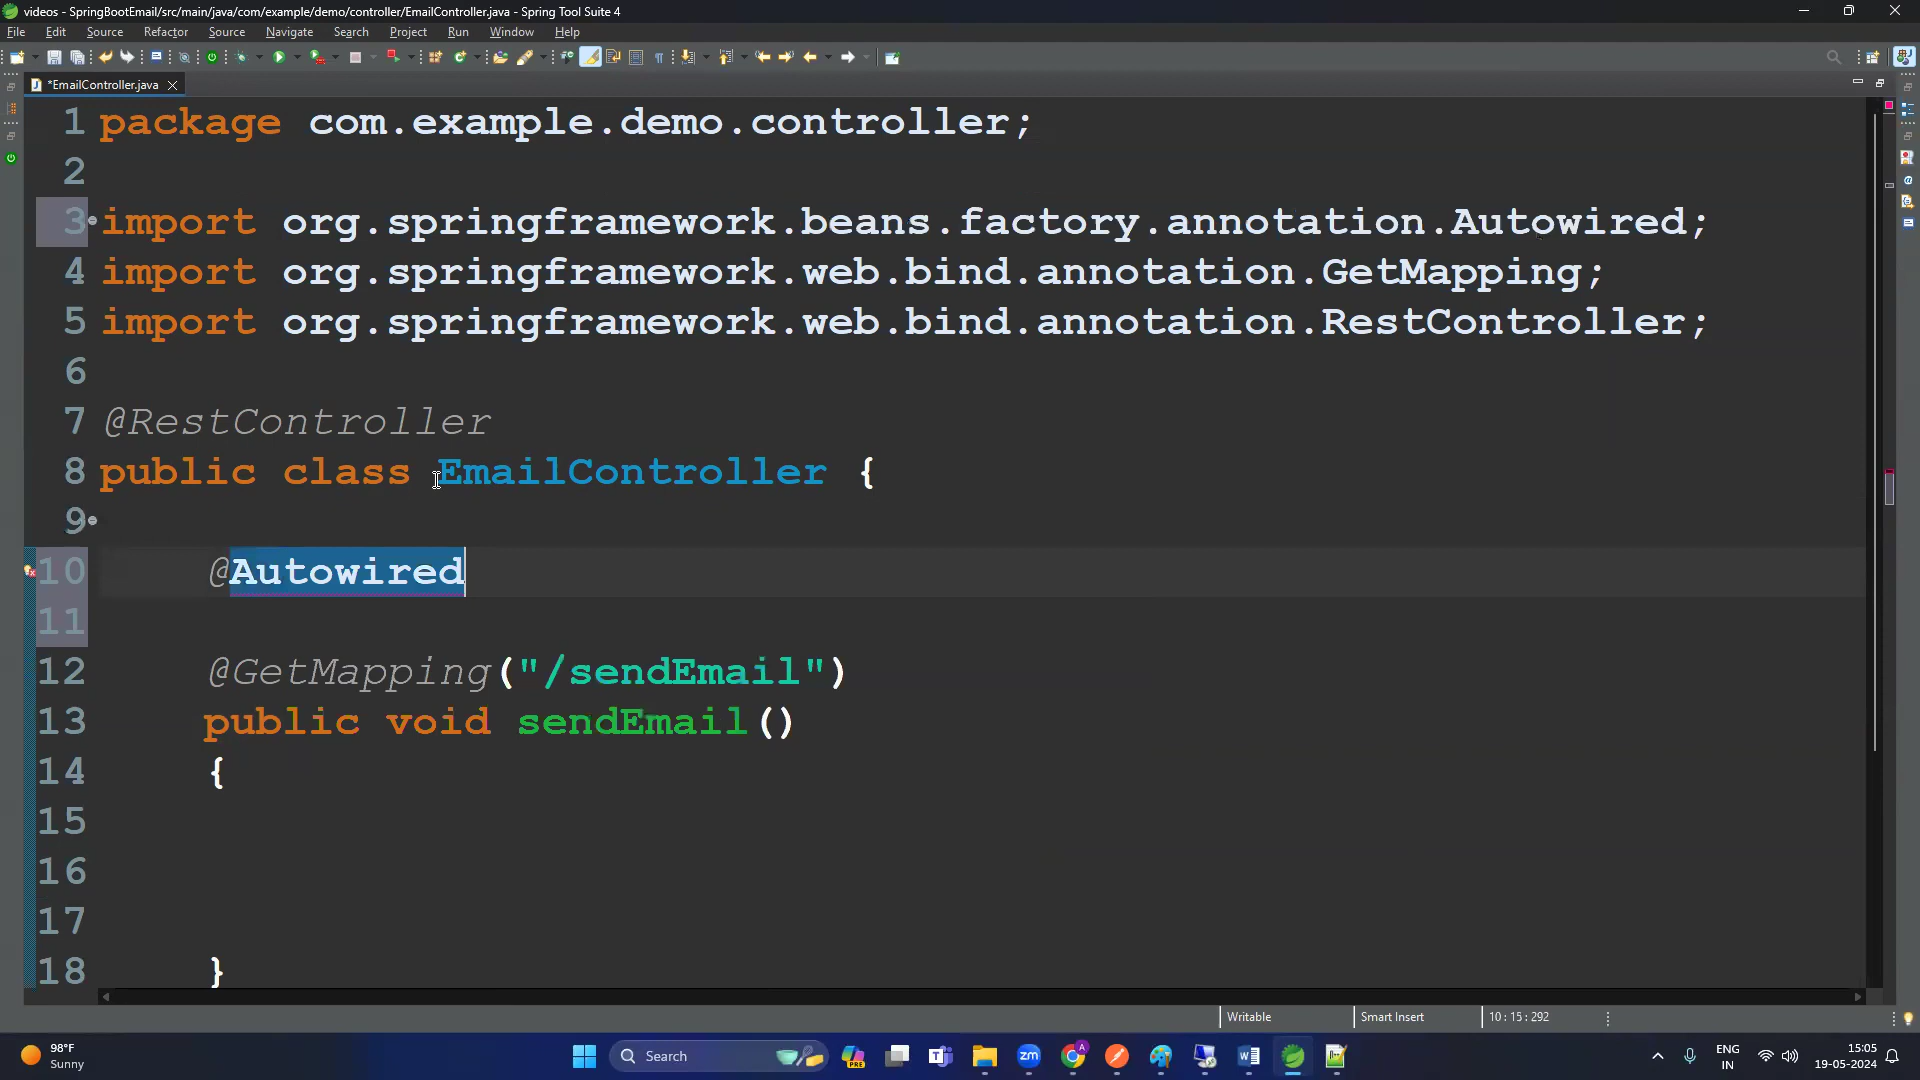 videos - SpringBootEmail/src/main/java/com/example/demo/controller/EmailController.java - Spring Tool Suite 4
File Edit Source Refactor Source Navigate Search Project Run Window Help
*EmailController.java
1 package com.example.demo.controller;
2
3 import org.springframework.beans.factory.annotation.Autowired;
4 import org.springframework.web.bind.annotation.GetMapping;
5 import org.springframework.web.bind.annotation.RestController;
6
7 @RestController
8 public class EmailController {
9
10 @Autowired
11
12 @GetMapping("/sendEmail")
13 public void sendEmail()
14 {
15
16
17
18 }
Writable Smart Insert 10 : 15 : 292
98°F
Sunny
Search
ENG
IN
15:05
19-05-2024